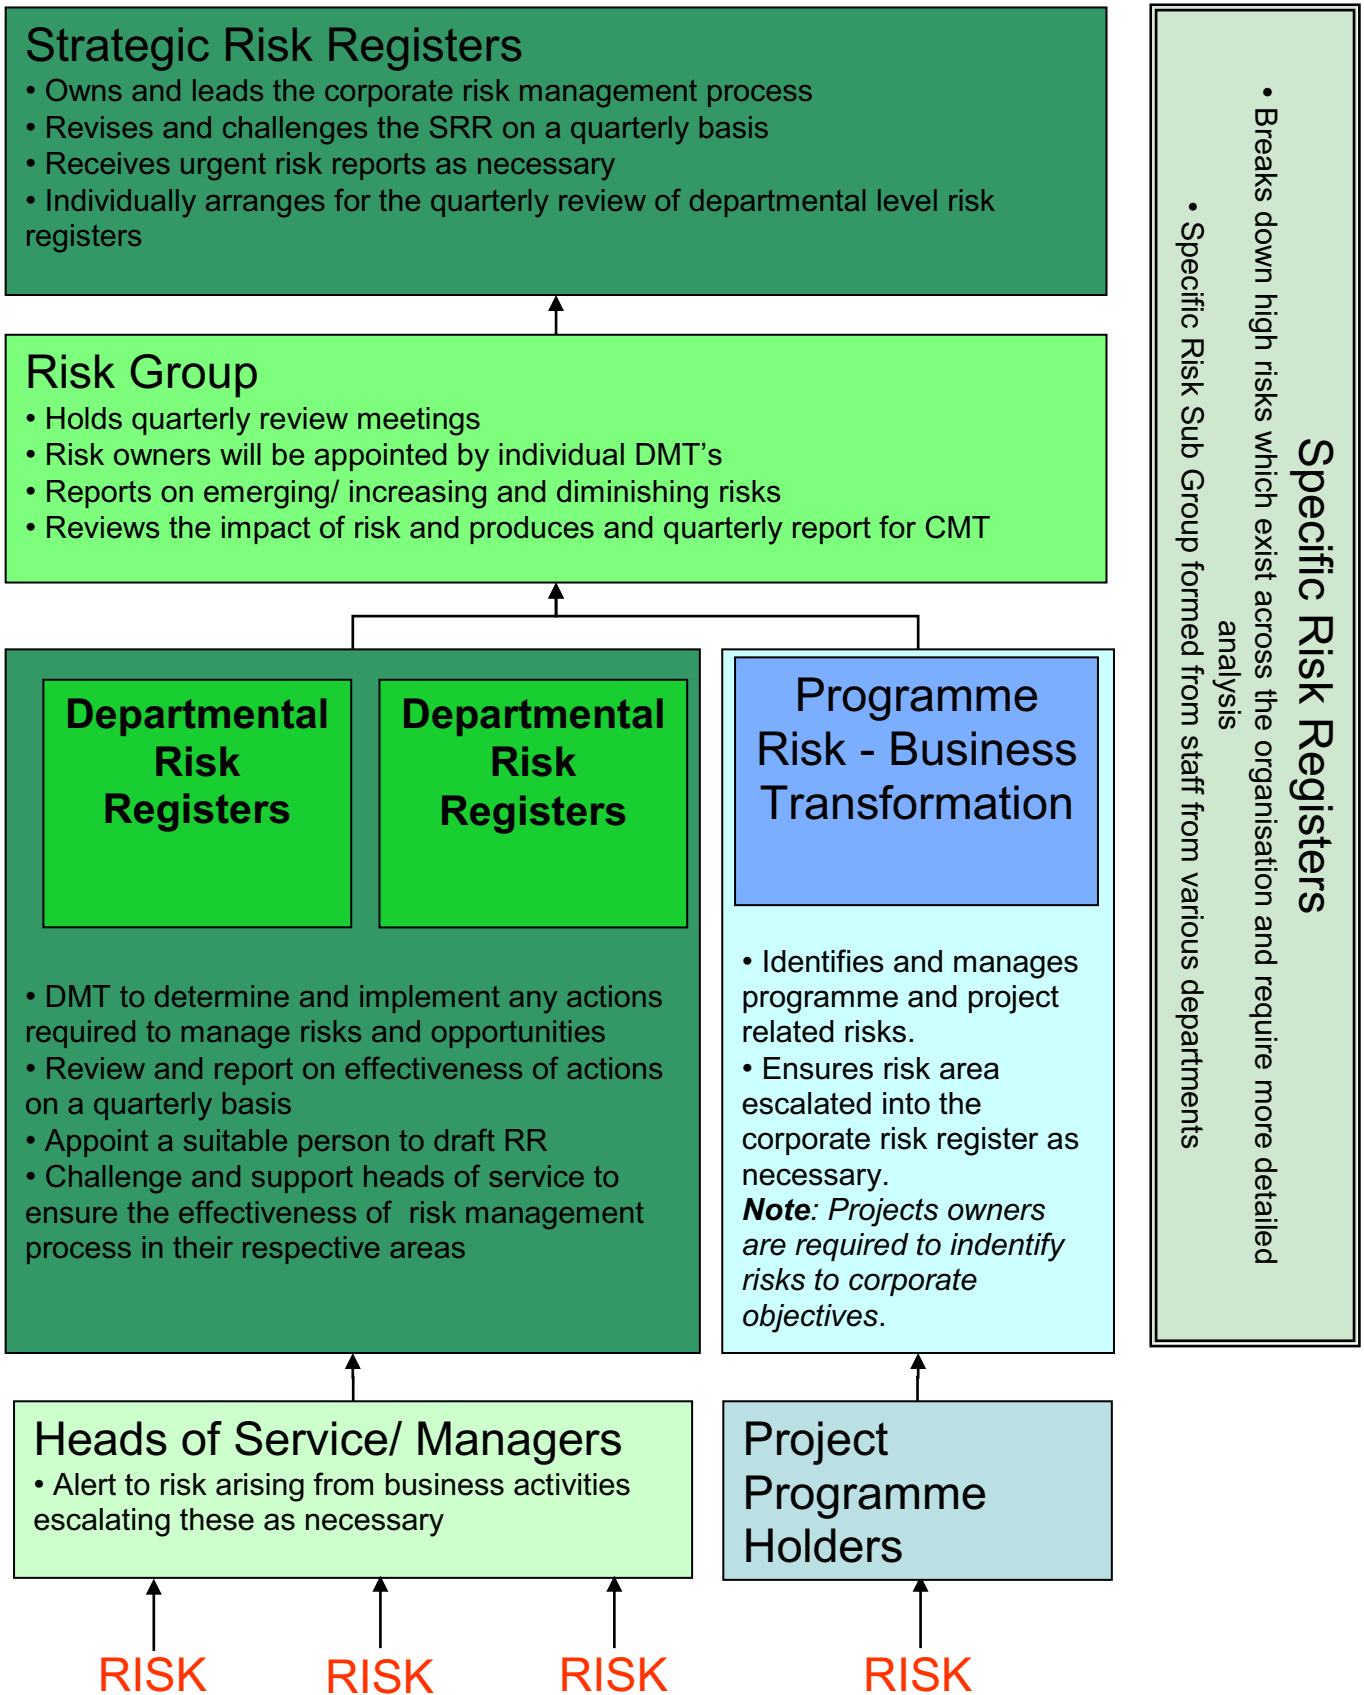 Strategic Risk Registers
• Owns and leads the corporate risk management process
• Revises and challenges the SRR on a quarterly basis
• Receives urgent risk reports as necessary
• Individually arranges for the quarterly review of departmental level risk
registers
Risk Group
• Holds quarterly review meetings
• Risk owners will be appointed by individual DMT’s
• Reports on emerging/ increasing and diminishing risks
• Reviews the impact of risk and produces and quarterly report for CMT
Departmental
Risk
Registers
Departmental
Risk
Registers
• DMT to determine and implement any actions
required to manage risks and opportunities
• Review and report on effectiveness of actions
on a quarterly basis
• Appoint a suitable person to draft RR
• Challenge and support heads of service to
ensure the effectiveness of  risk management
process in their respective areas
Programme
Risk - Business
Transformation
• Identifies and manages
programme and project
related risks.
• Ensures risk area
escalated into the
corporate risk register as
necessary.
Note: Projects owners
are required to indentify
risks to corporate
objectives.
Heads of Service/ Managers
• Alert to risk arising from business activities
escalating these as necessary
Project
Programme
Holders
RISK
RISK
RISK
RISK
Specific Risk Registers
• Breaks down high risks which exist across the organisation and require more detailed
analysis
• Specific Risk Sub Group formed from staff from various departments